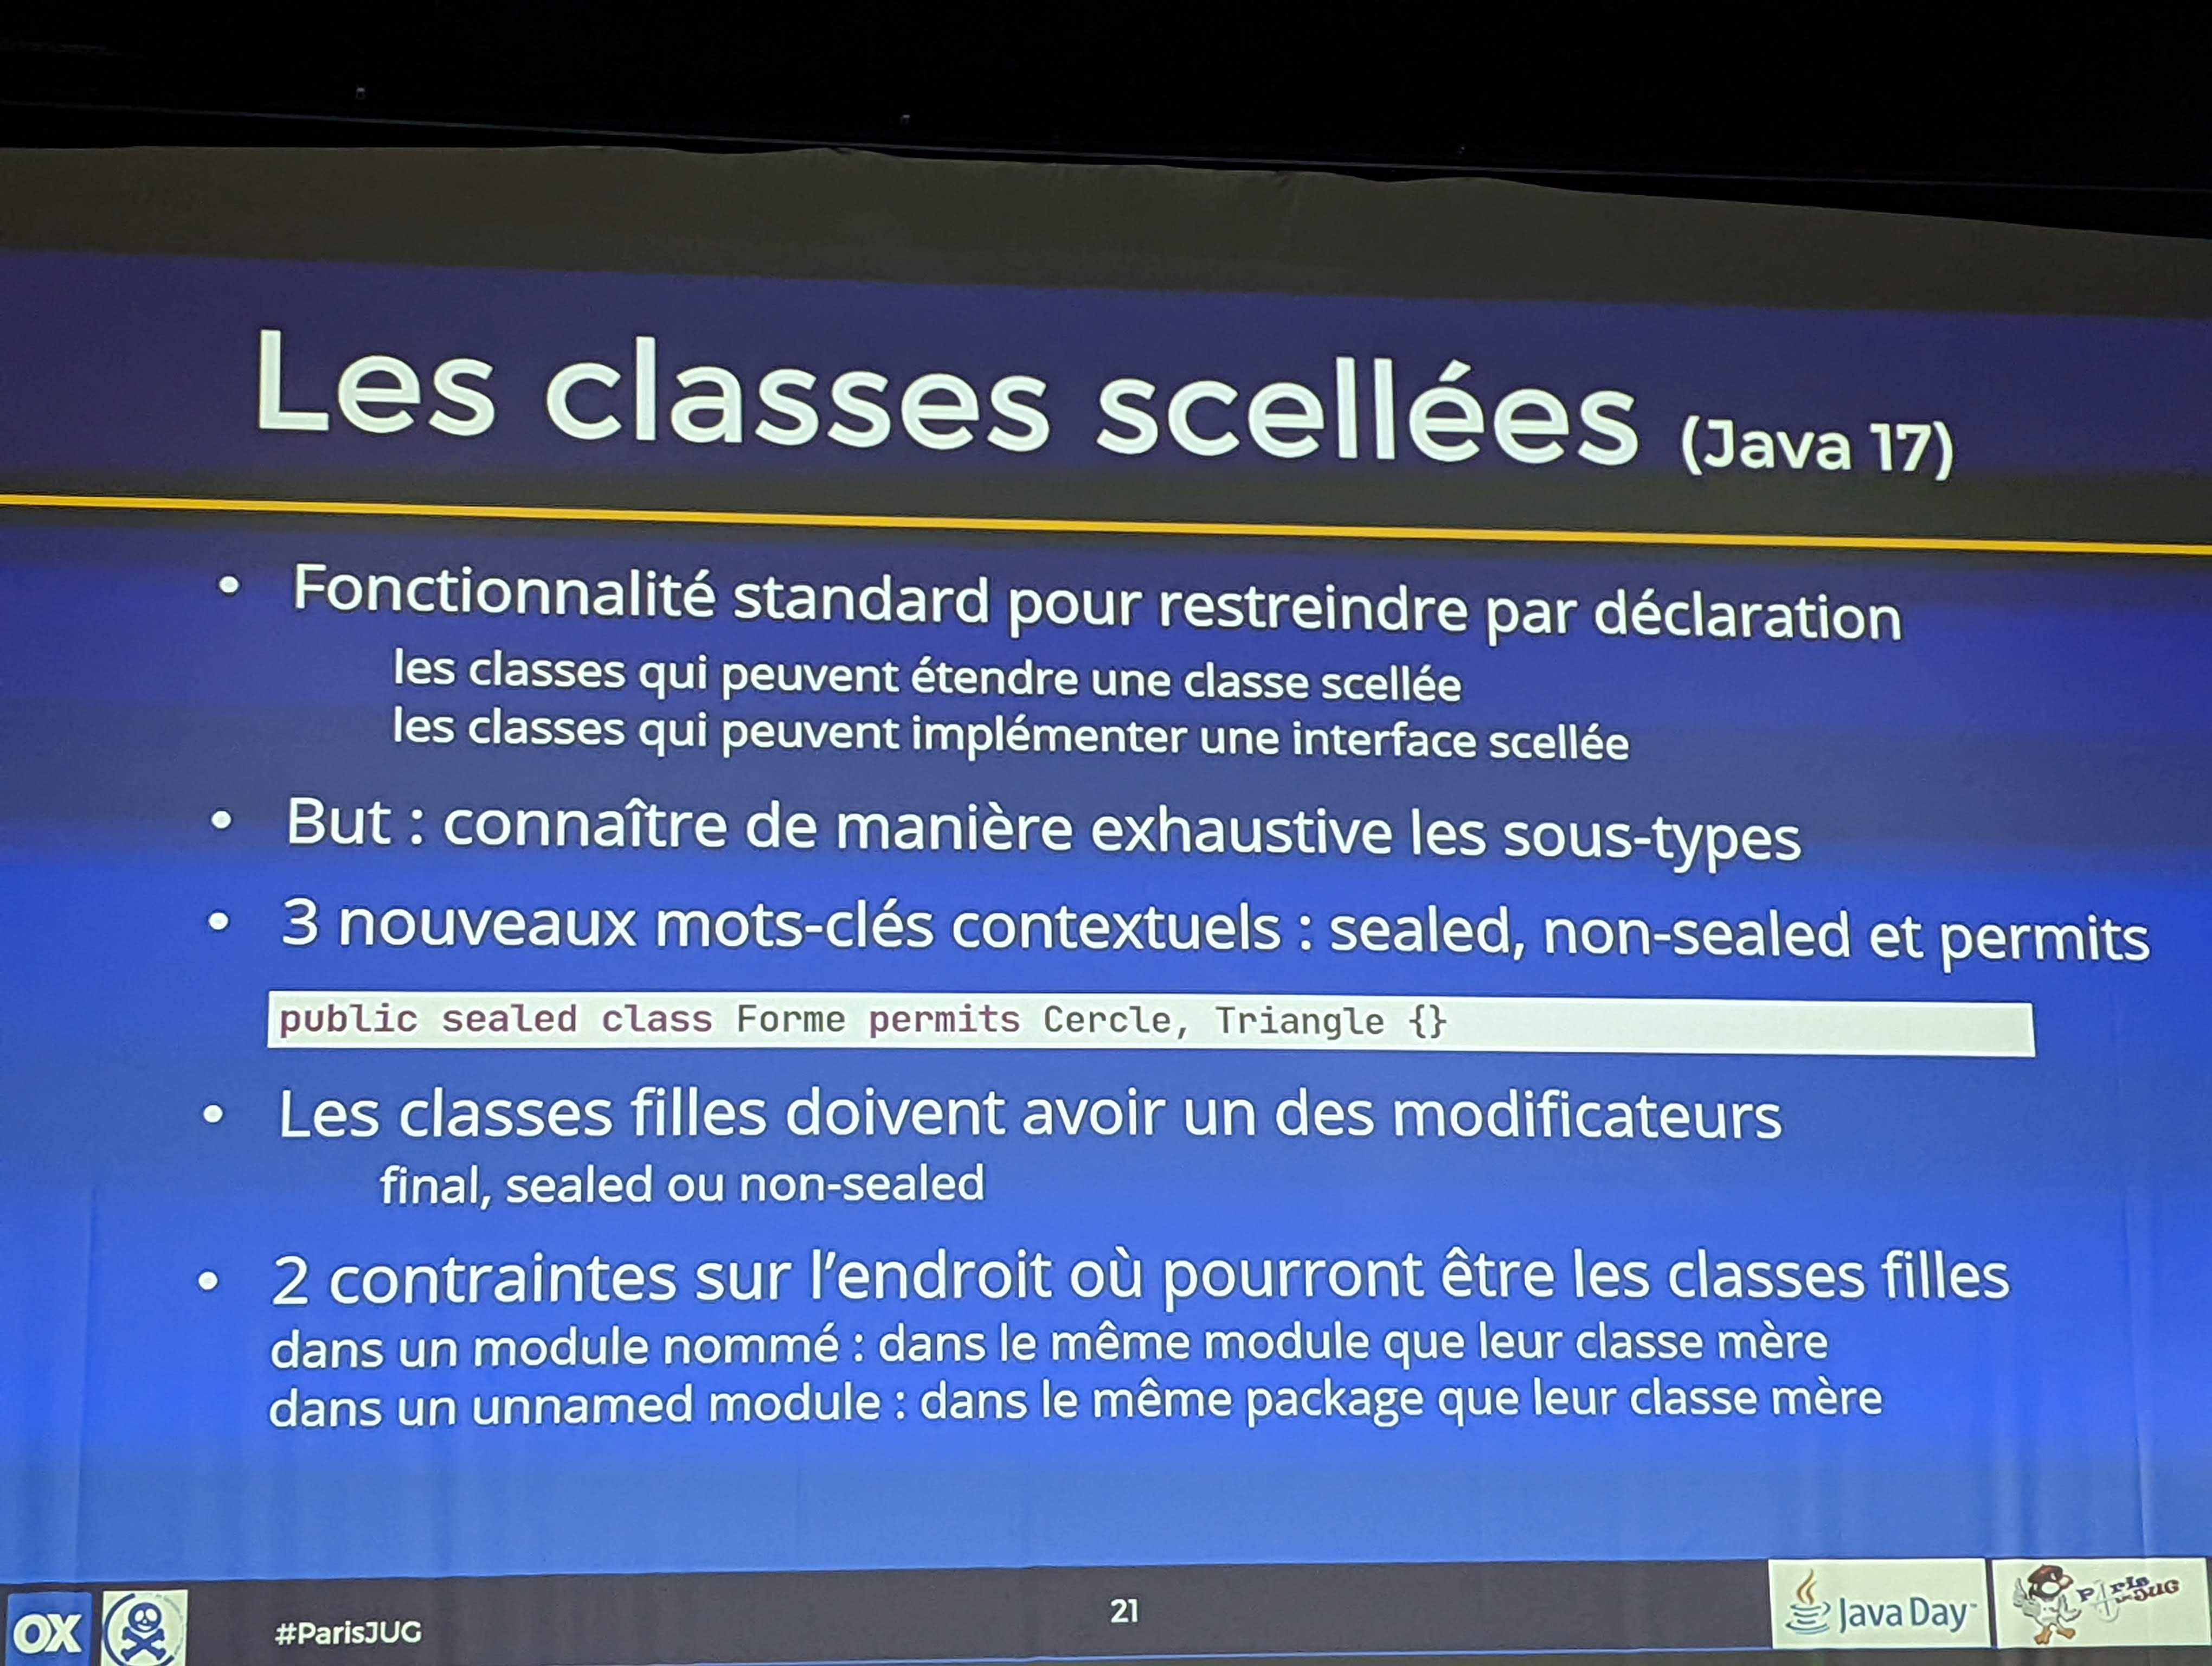 Les classes scellées (Java 17)
• Fonctionnalité standard pour restreindre par déclaration
les classes qui peuvent étendre une classe scellée
les classes qui peuvent implémenter une interface scellée
• But : connaître de manière exhaustive les sous-types
• 3 nouveaux mots-clés contextuels : sealed, non-sealed et permits
public sealed class Forme permits Cercle, Triangle {}
• Les classes filles doivent avoir un des modificateurs
final, sealed ou non-sealed
• 2 contraintes sur l'endroit où pourront être les classes filles
dans un module nommé : dans le même module que leur classe mère
dans un unnamed module : dans le même package que leur classe mère
OX
#ParisJUG
21
Java Day
Paris JUG